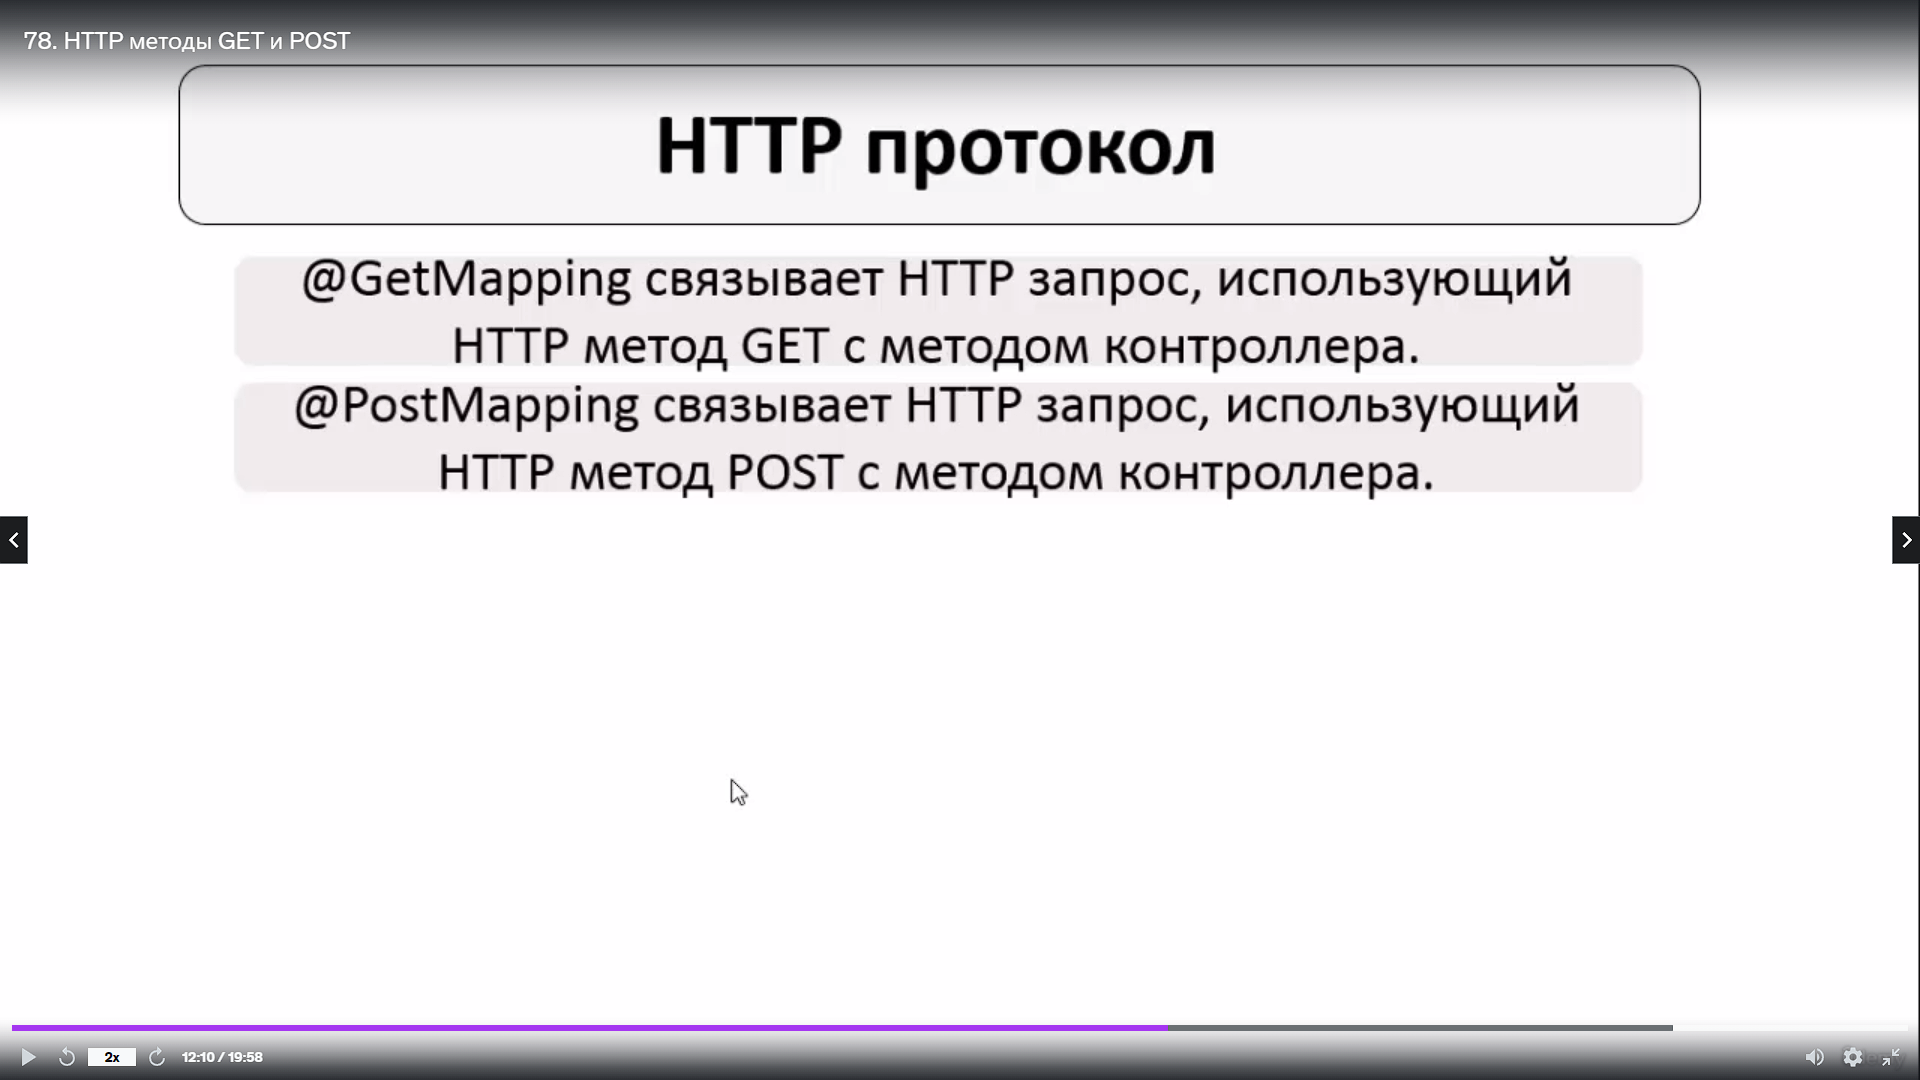 78. HTTP методы GET и POST
HTTP протокол
@GetMapping связывает HTTP запрос, использующий
HTTP метод GET с методом контроллера.
@PostMapping связывает HTTP запрос, использующий
HTTP метод POST с методом контроллера.
2x
12:10 / 19:58